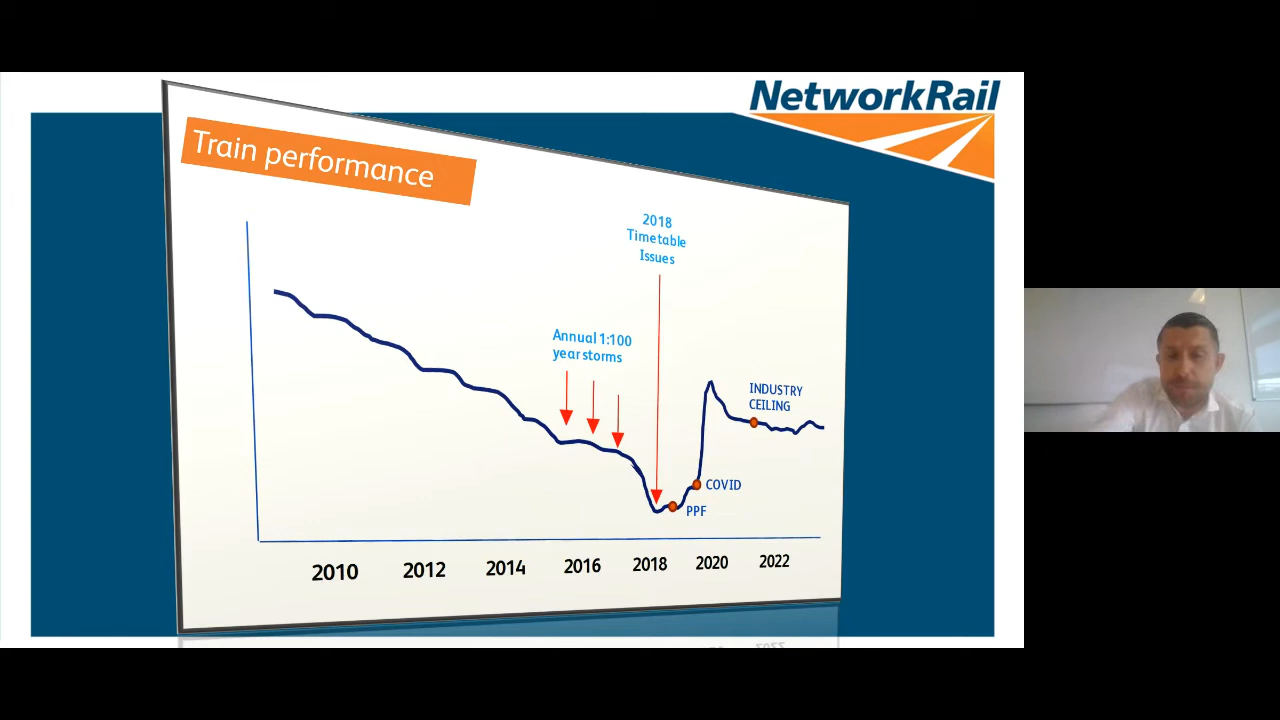 NetworkRail
Train performance
2018
Timetable
Issues
Annual 1:100
year storms
INDUSTRY
CEILING
COVID
PPF
2010 2012 2014 2016 2018 2020 2022